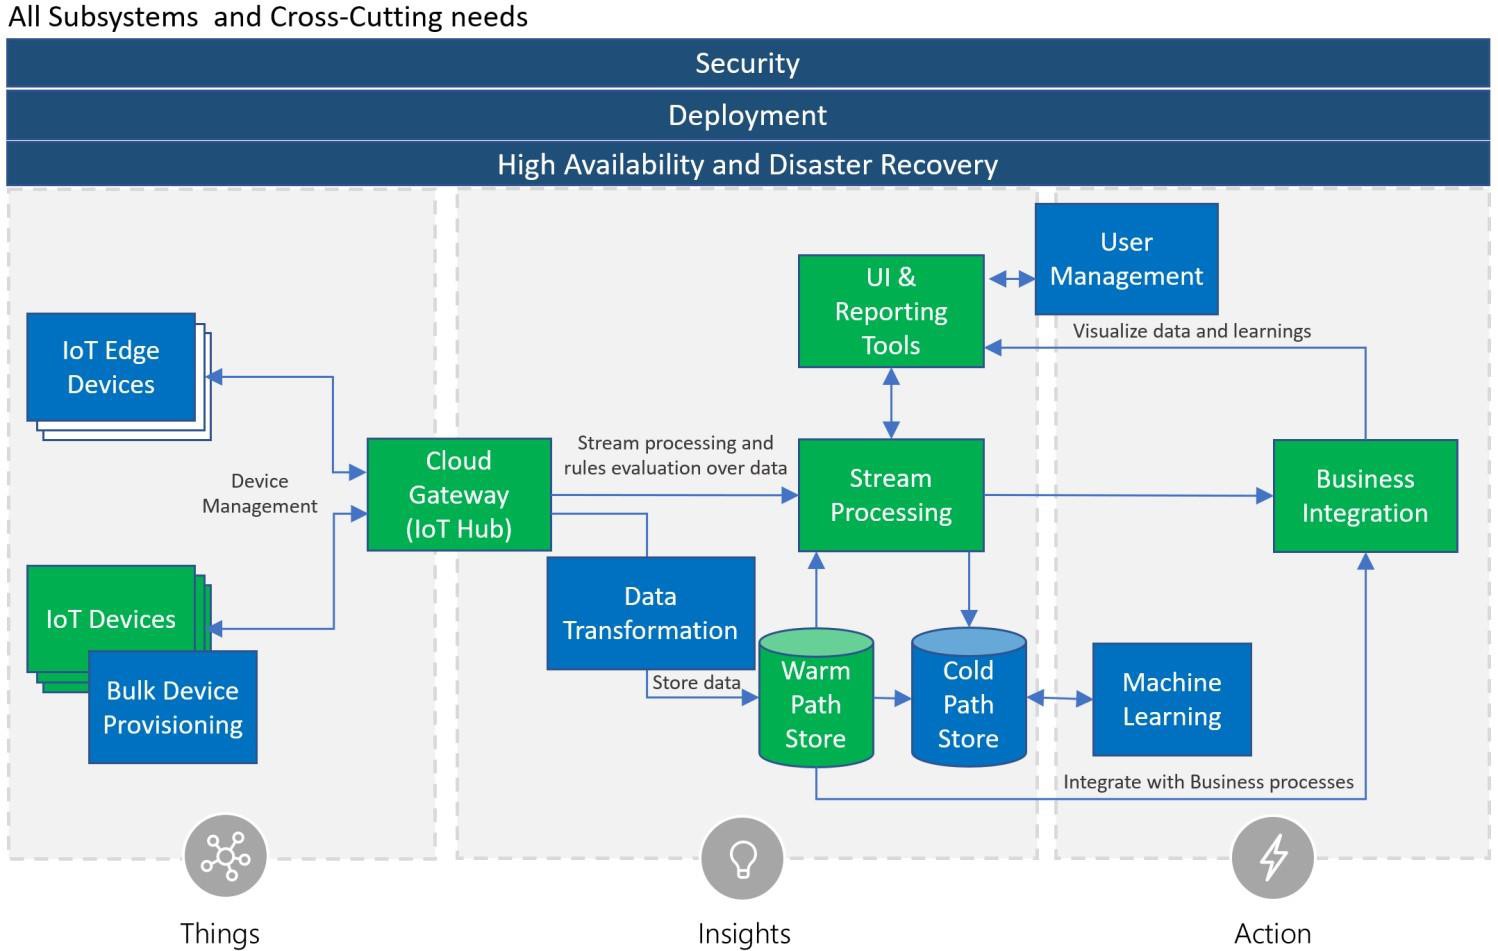 All Subsystems  and Cross-Cutting needs
Security
Deployment
High Availability and Disaster Recovery
User
Management
UI &
Reporting
Tools
Visualize data and learnings
IoT Edge
Devices
Stream processing and
rules evaluation over data
Cloud
Gateway
(IoT Hub)
Device
Management
Stream
Processing
Business
Integration
IoT Devices
Data
Transformation
Bulk Device
Provisioning
Store data
Warm
Path
Store
Cold
Path
Store
Machine
Learning
Integrate with Business processes
Things
Insights
Action